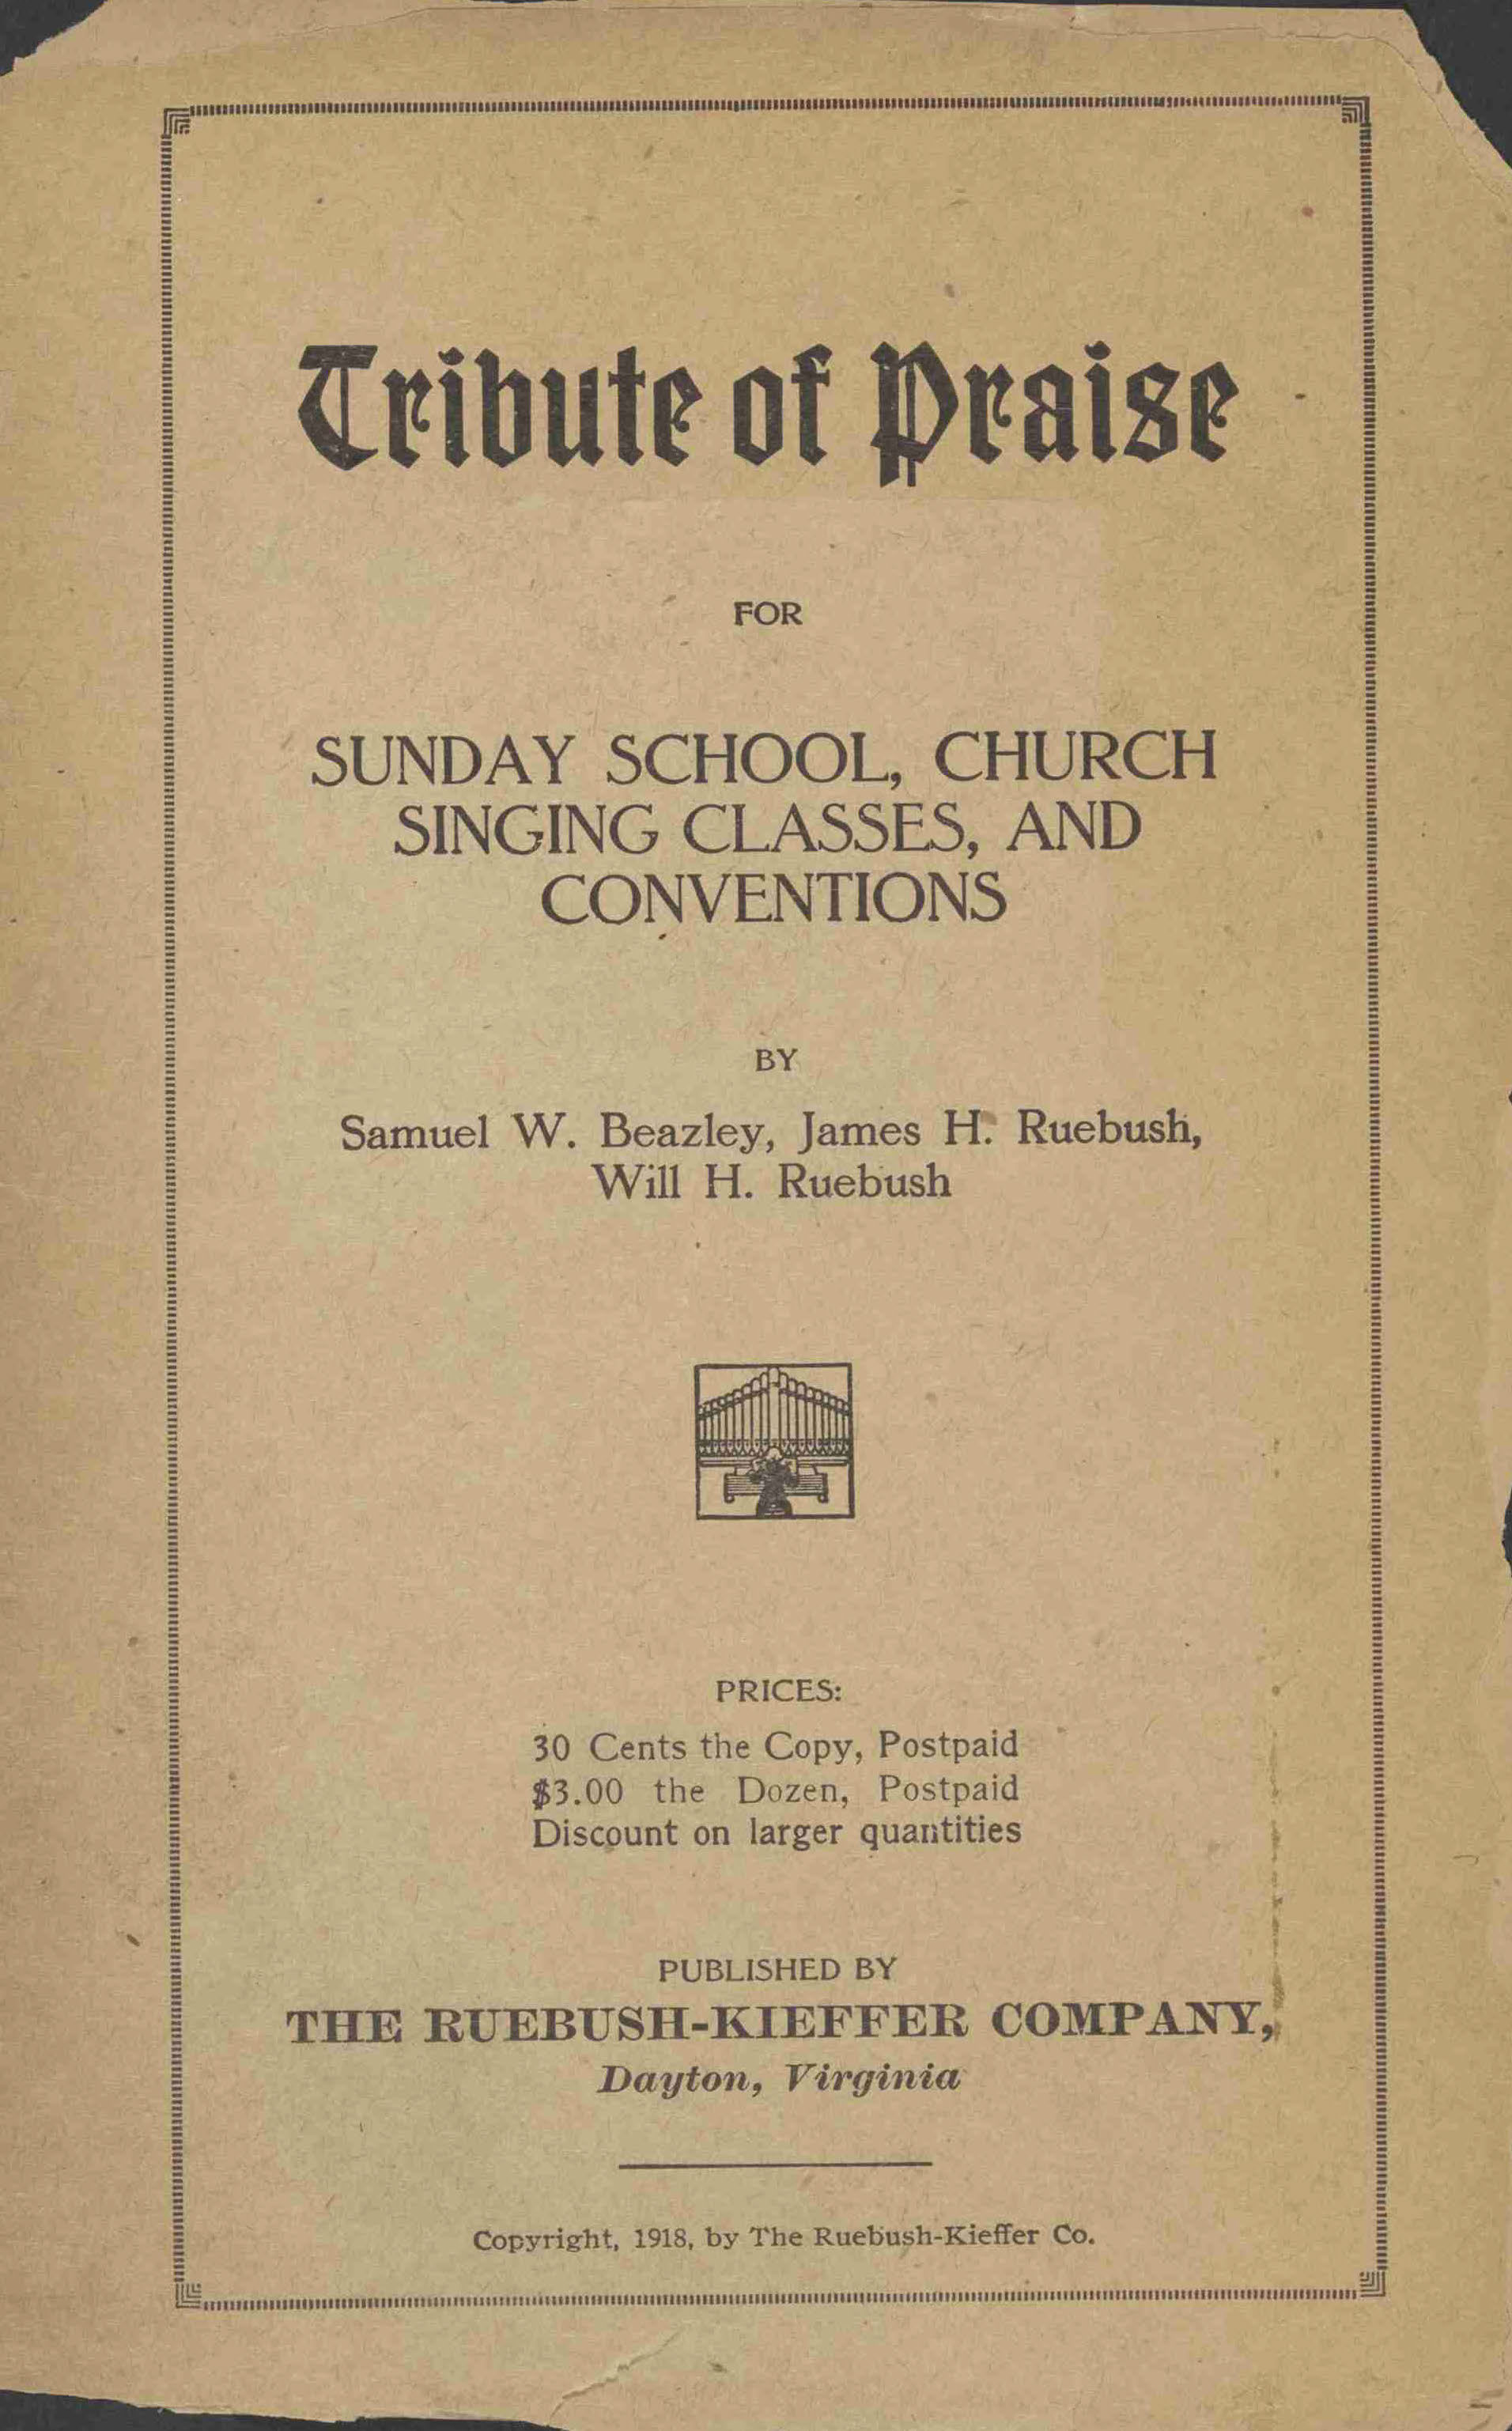 Tribute of Praise
FOR
SUNDAY SCHOOL, CHURCH
SINGING CLASSES, AND
CONVENTIONS
BY
Samuel W. Beazley, James H. Ruebush,
Will H. Ruebush
PRICES:
30 Cents the Copy, Postpaid
$3.00 the Dozen, Postpaid
Discount on larger quantities
PUBLISHED BY
THE RUEBUSH-KIEFFER COMPANY,
Dayton, Virginia
Copyright, 1918, by The Ruebush-Kieffer Co.